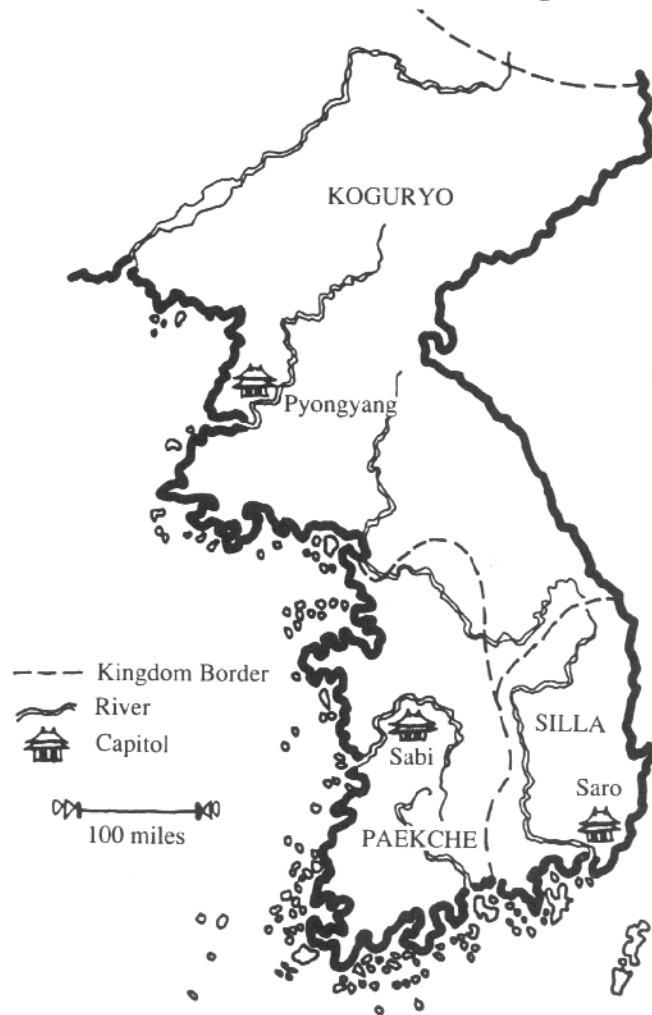 KOGURYO
Pyongyang
Kingdom Border
River
Capitol
100 miles
Sabi
PAEKCHE
SILLA
Saro